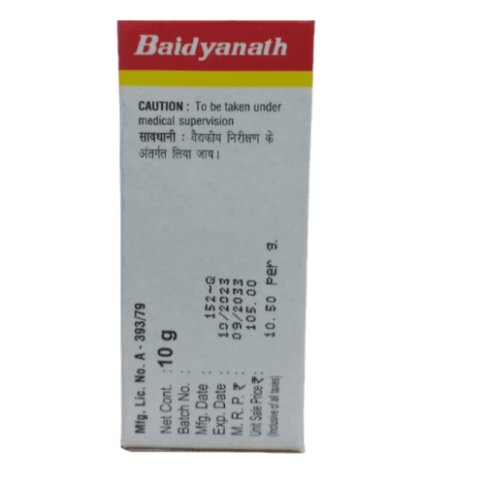 Baidyanath
CAUTION : To be taken under
medical supervision
सावधानी : वैद्यकीय निरीक्षण के
अंतर्गत लिया जाय।
Mfg. Lic. No. A - 393/79
Net Cont. : 10 g
Batch No. : 152-Q
Mfg. Date : 10/2023
Exp. Date : 09/2033
M. R. P. ₹ : 105.00
Unit Sale Price ₹ : 10.50 Per g.
(Inclusive of all taxes)